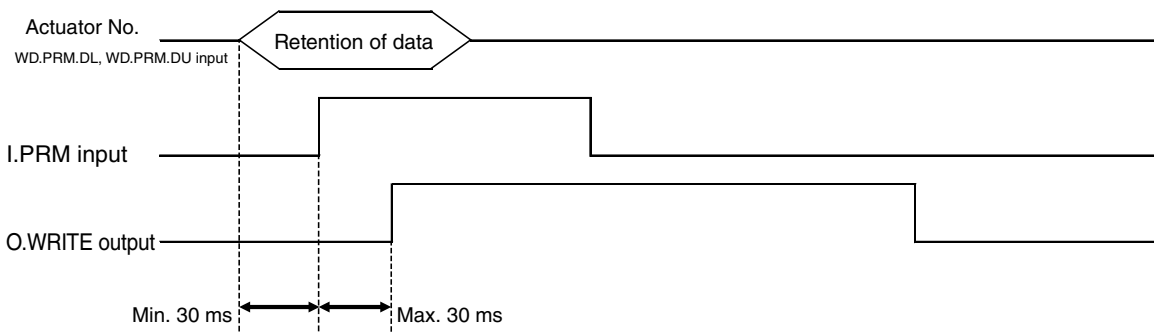 Actuator No.
WD.PRM.DL, WD.PRM.DU input
Retention of data
I.PRM input
O.WRITE output
Min. 30 ms
Max. 30 ms